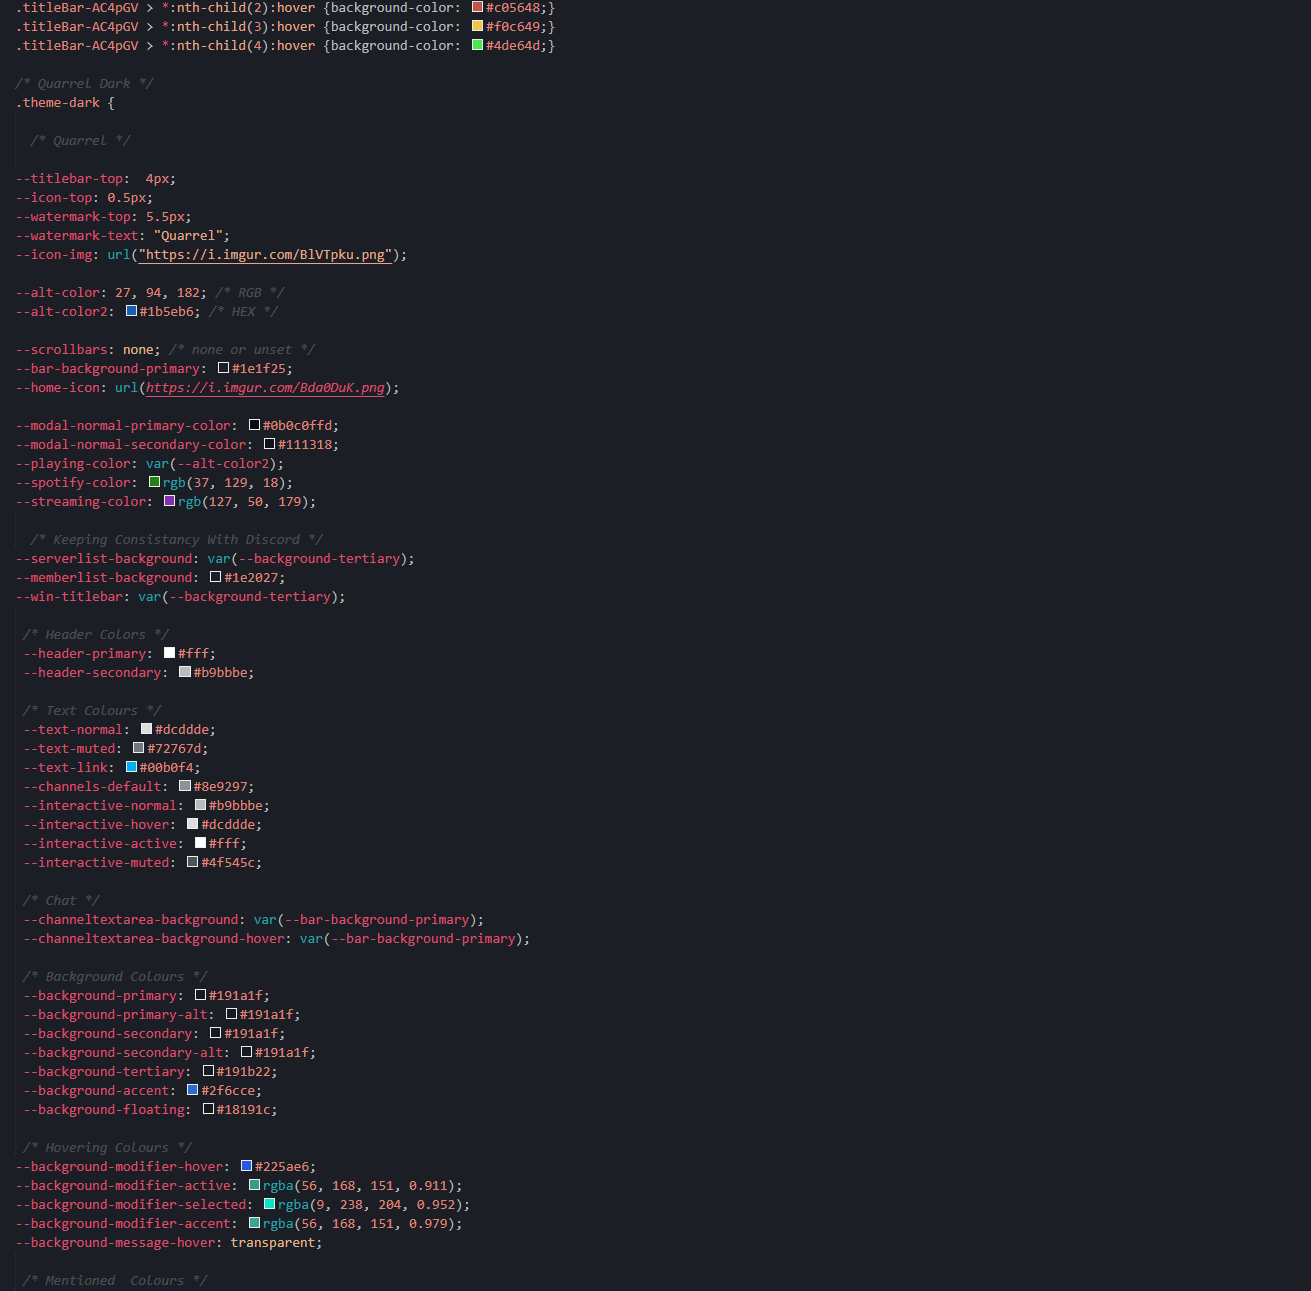 .titleBar-AC4pGV > *:nth-child(2):hover {background-color: #c05648;}
.titleBar-AC4pGV > *:nth-child(3):hover {background-color: #f0c649;}
.titleBar-AC4pGV > *:nth-child(4):hover {background-color: #4de64d;}
/* Quarrel Dark */
.theme-dark {
/* Quarrel */
--titlebar-top:  4px;
--icon-top: 0.5px;
--watermark-top: 5.5px;
--watermark-text: "Quarrel";
--icon-img: url("https://i.imgur.com/BlVTpku.png");
--alt-color: 27, 94, 182; /* RGB */
--alt-color2: #1b5eb6; /* HEX */
--scrollbars: none; /* none or unset */
--bar-background-primary: #1e1f25;
--home-icon: url(https://i.imgur.com/Bda0DuK.png);
--modal-normal-primary-color: #0b0c0ffd;
--modal-normal-secondary-color: #111318;
--playing-color: var(--alt-color2);
--spotify-color: rgb(37, 129, 18);
--streaming-color: rgb(127, 50, 179);
/* Keeping Consistancy With Discord */
--serverlist-background: var(--background-tertiary);
--memberlist-background: #1e2027;
--win-titlebar: var(--background-tertiary);
/* Header Colors */
--header-primary: #fff;
--header-secondary: #b9bbbe;
/* Text Colours */
--text-normal: #dcddde;
--text-muted: #72767d;
--text-link: #00b0f4;
--channels-default: #8e9297;
--interactive-normal: #b9bbbe;
--interactive-hover: #dcddde;
--interactive-active: #fff;
--interactive-muted: #4f545c;
/* Chat */
--channeltextarea-background: var(--bar-background-primary);
--channeltextarea-background-hover: var(--bar-background-primary);
/* Background Colours */
--background-primary: #191a1f;
--background-primary-alt: #191a1f;
--background-secondary: #191a1f;
--background-secondary-alt: #191a1f;
--background-tertiary: #191b22;
--background-accent: #2f6cce;
--background-floating: #18191c;
/* Hovering Colours */
--background-modifier-hover: #225ae6;
--background-modifier-active: rgba(56, 168, 151, 0.911);
--background-modifier-selected: rgba(9, 238, 204, 0.952);
--background-modifier-accent: rgba(56, 168, 151, 0.979);
--background-message-hover: transparent;
/* Mentioned  Colours */